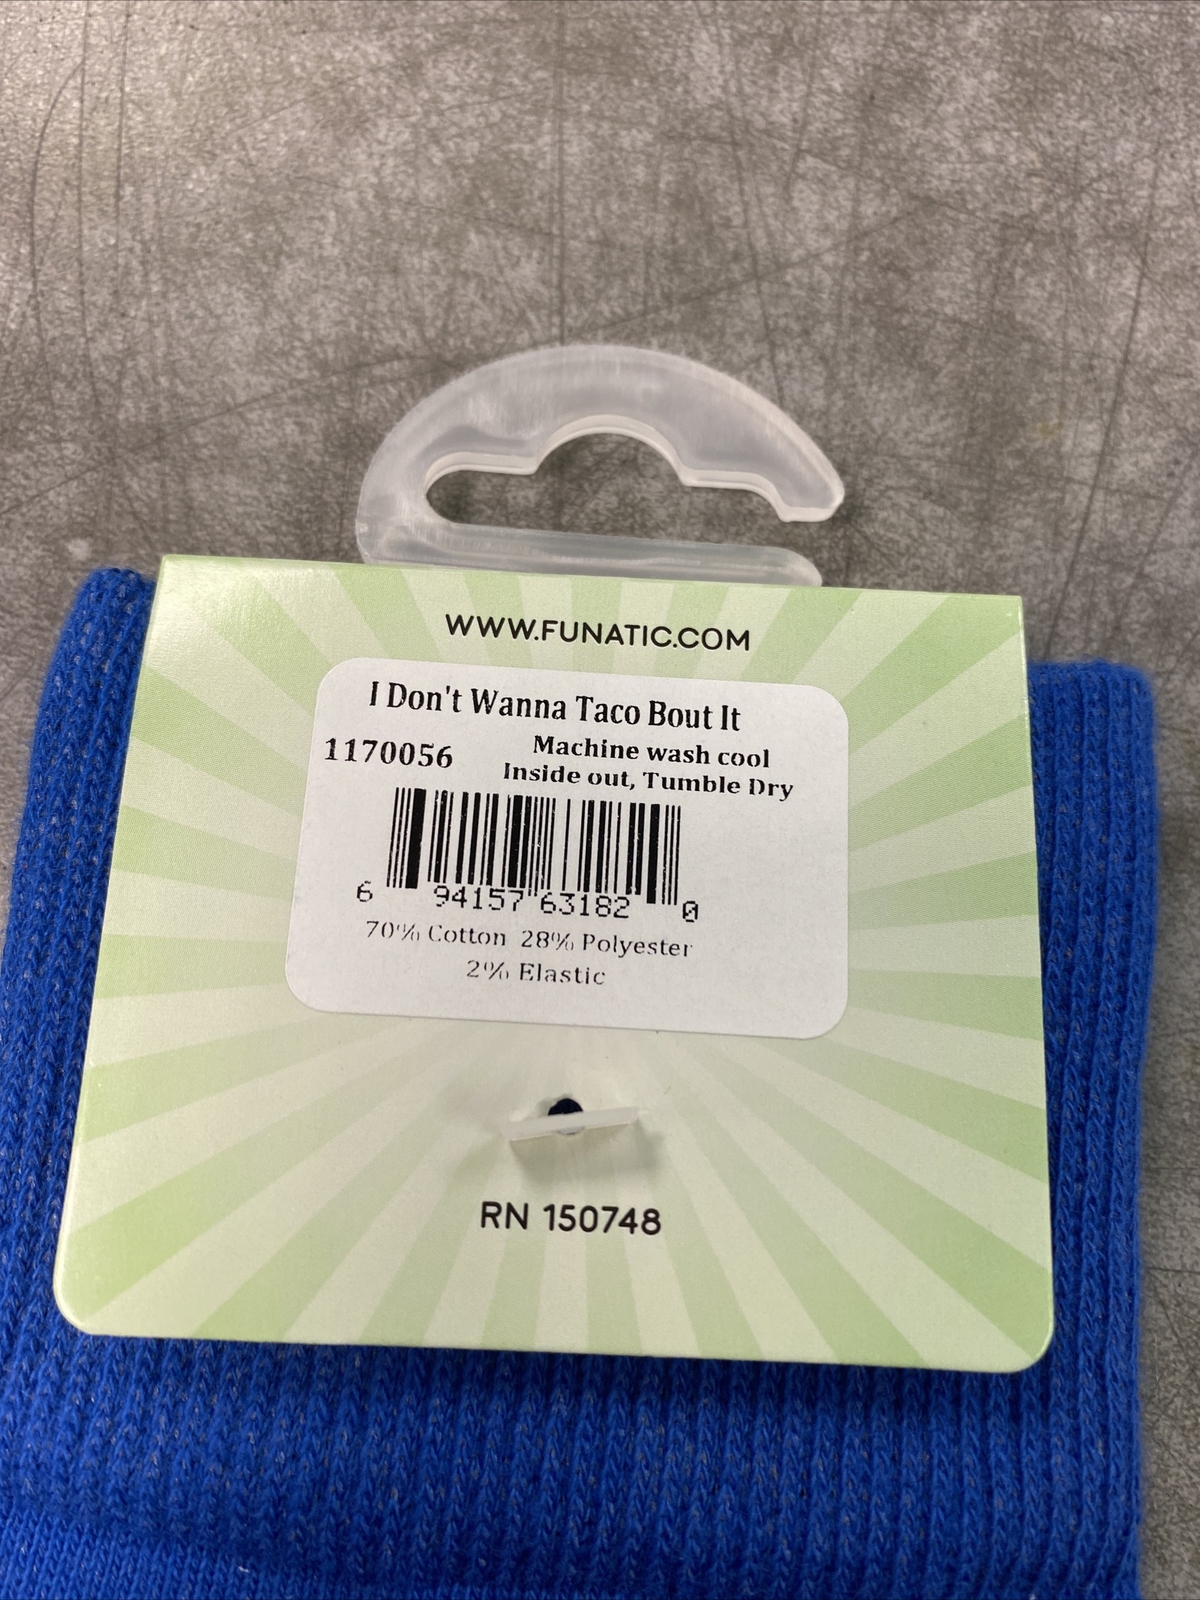 WWW.FUNATIC.COM
I Don't Wanna Taco Bout It
1170056
Machine wash cool
Inside out, Tumble Dry
6 94157 63182 0
70% Cotton 28% Polyester
2% Elastic
RN 150748